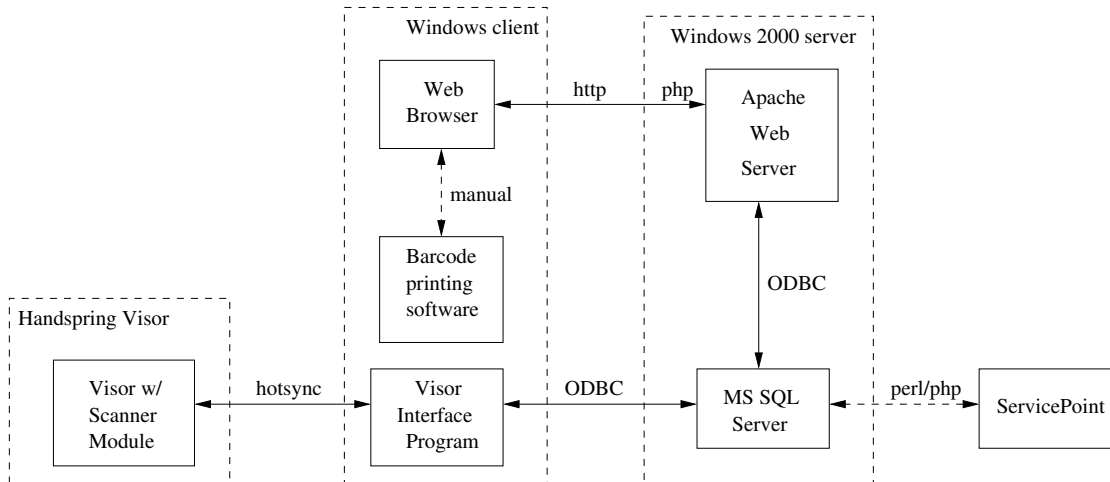 Windows client
Windows 2000 server
Web
Browser
http
php
Apache
Web
Server
manual
Barcode
printing
software
ODBC
Handspring Visor
Visor w/
Scanner
Module
hotsync
Visor
Interface
Program
ODBC
MS SQL
Server
perl/php
ServicePoint